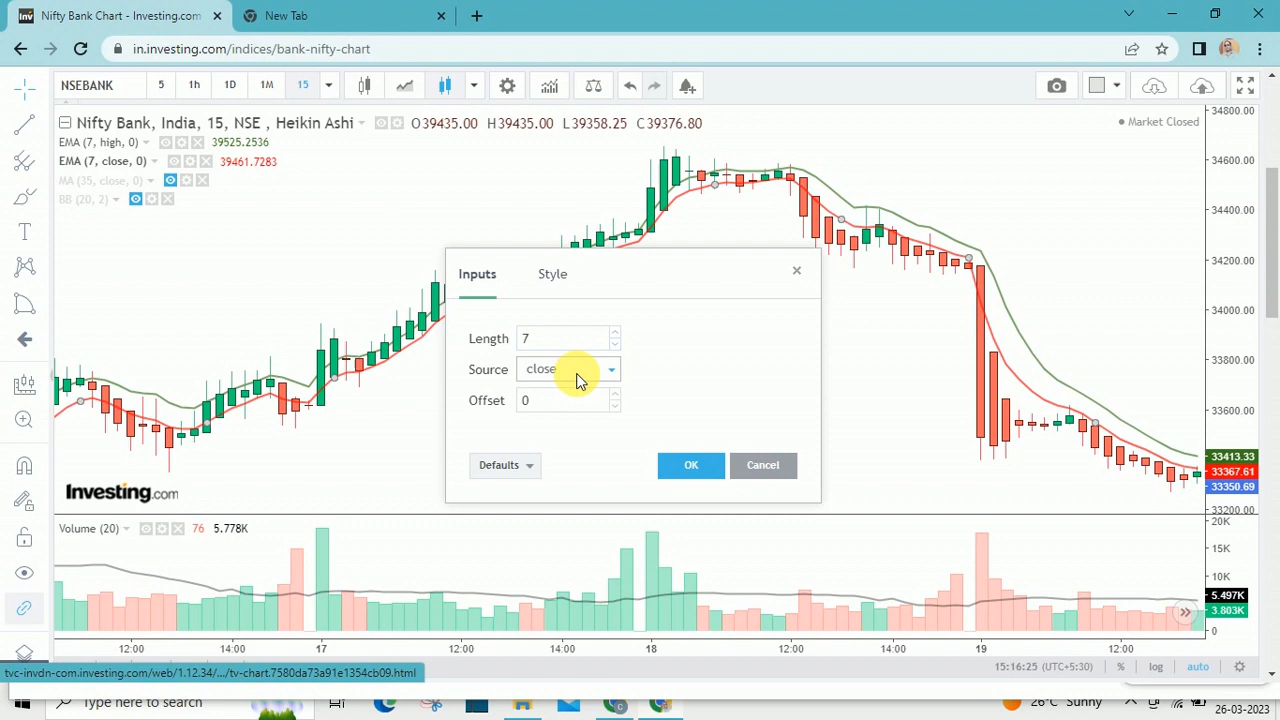 Nifty Bank Chart - Investing.com
New Tab
in.investing.com/indices/bank-nifty-chart
NSEBANK 5 1h 1D 1M 15
Nifty Bank, India, 15, NSE , Heikin Ashi O39435.00 H39435.00 L39358.25 C39376.80
Market Closed
EMA (7, high, 0) 39525.2536
EMA (7, close, 0) 39461.7283
MA (35, close, 0)
BB (20, 2)
34800.00
34600.00
34400.00
34200.00
34000.00
33800.00
33600.00
33413.33
33367.61
33350.69
33200.00
Inputs Style
Length 7
Source close
Offset 0
Defaults OK Cancel
Investing.com
Volume (20) 76 5.778K
20K
15K
10K
5.497K
3.803K
0
12:00 14:00 17 12:00 14:00 18 12:00 14:00 19 12:00
15:16:25 (UTC+5:30) % log auto
tvc-invdn-com.investing.com/web/1.12.34/.../tv-chart.7580da73a91e1354cb09.html
Type here to search
26°C Sunny
26-03-2023